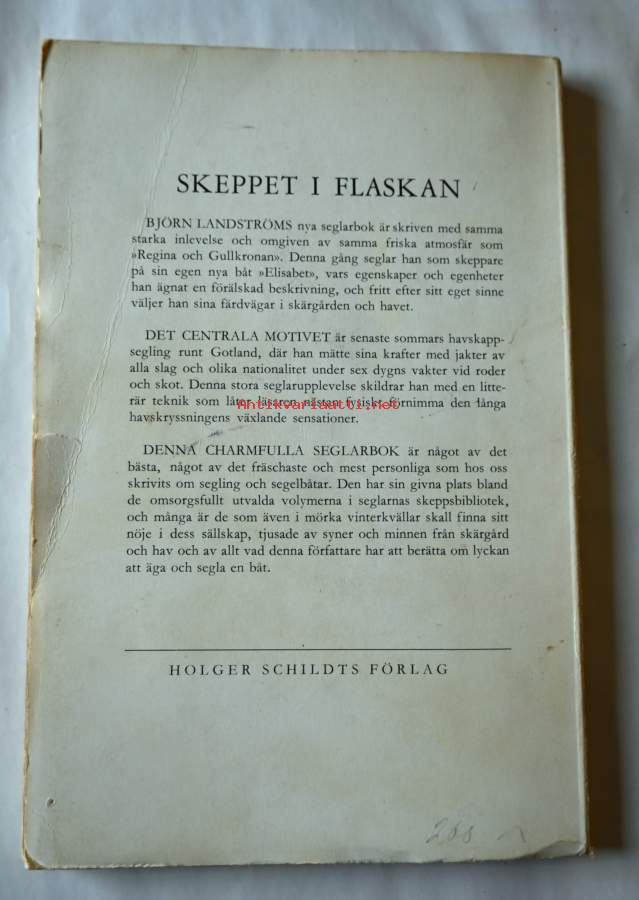 SKEPPET I FLASKAN
BJÖRN LANDSTRÖMS nya seglarbok är skriven med samma
starka inlevelse och omgiven av samma friska atmosfär som
»Regina och Gullkronan». Denna gång seglar han som skeppare
på sin egen nya båt »Elisabet», vars egenskaper och egenheter
han ägnat en förälskad beskrivning, och fritt efter sitt eget sinne
väljer han sina färdvägar i skärgården och havet.
DET CENTRALA MOTIVET är senaste sommars havskapp-
segling runt Gotland, där han mätte sina krafter med jakter av
alla slag och olika nationalitet under sex dygns vakter vid roder
och skot. Denna stora seglarupplevelse skildrar han med en litte-
rär teknik som låter läsaren nästan fysiskt förnimma den långa
Antikvariaatti.net
havskryssningens växlande sensationer.
DENNA CHARMFULLA SEGLARBOK är något av det
bästa, något av det fräschaste och mest personliga som hos oss
skrivits om segling och segelbåtar. Den har sin givna plats bland
de omsorgsfullt utvalda volymerna i seglarnas skeppsbibliotek,
och många är de som även i mörka vinterkvällar skall finna sitt
nöje i dess sällskap, tjusade av syner och minnen från skärgård
och hav och av allt vad denna författare har att berätta om lyckan
att äga och segla en båt.
HOLGER SCHILDTS FÖRLAG